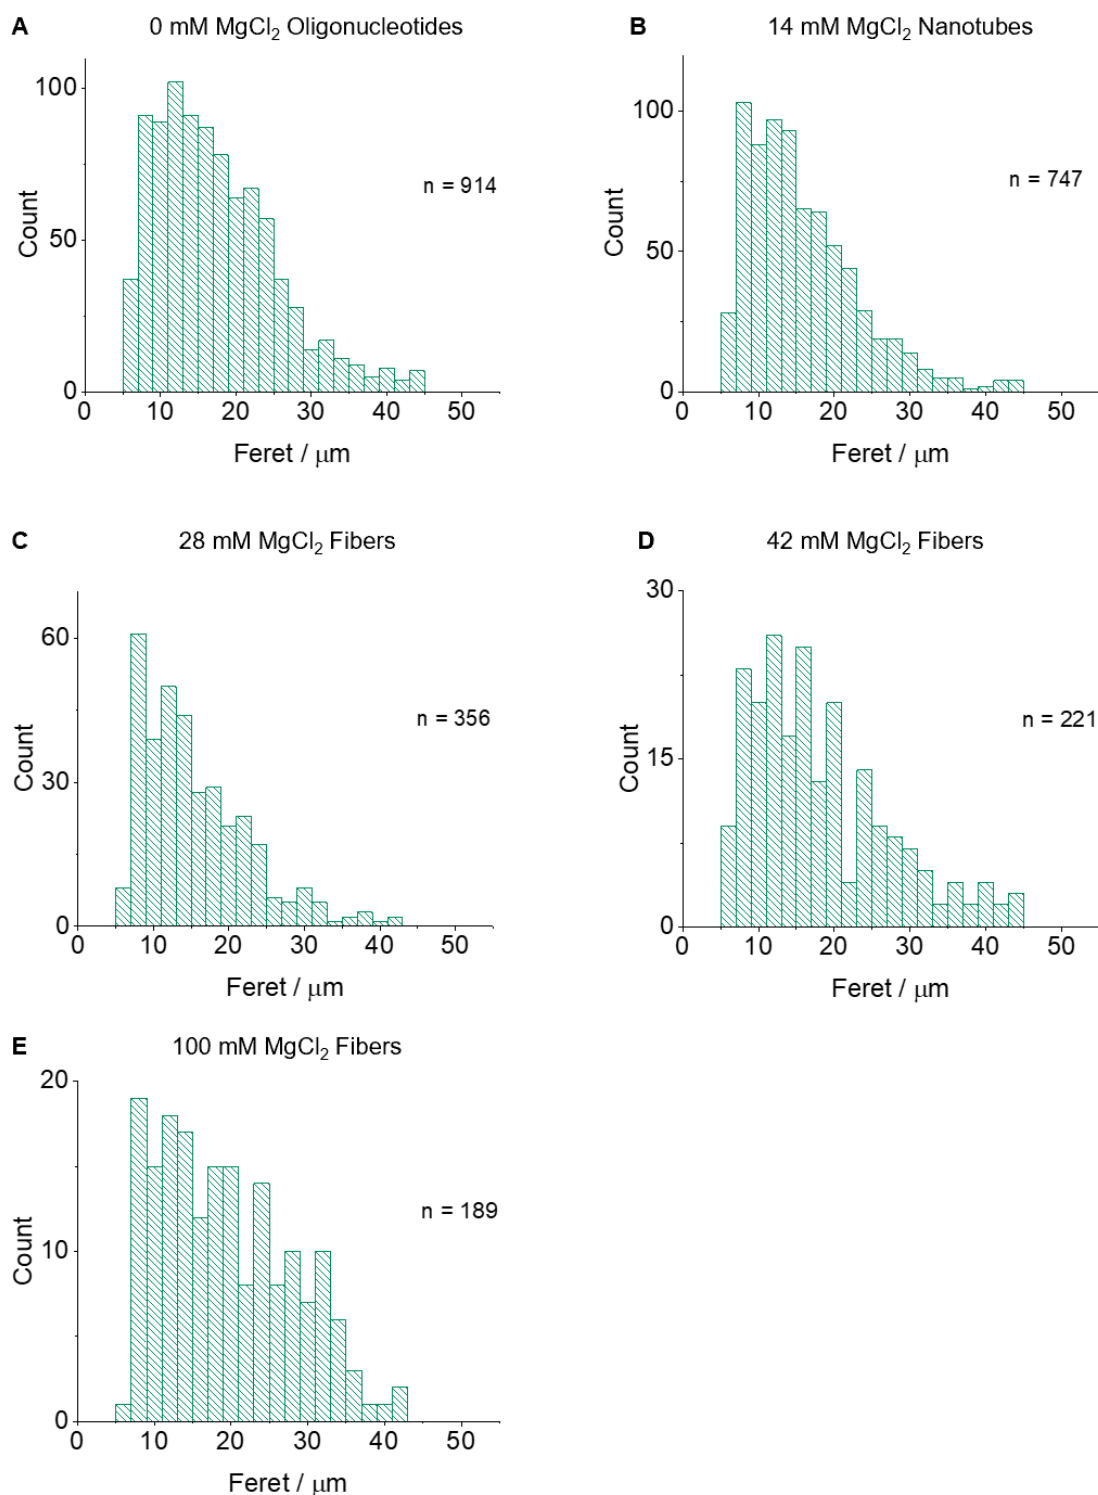 A 0 mM MgCl₂ Oligonucleotides
100
50
0
Count
n = 914
0 10 20 30 40 50
Feret / μm
B 14 mM MgCl₂ Nanotubes
100
50
0
Count
n = 747
0 10 20 30 40 50
Feret / μm
C 28 mM MgCl₂ Fibers
60
30
0
Count
n = 356
0 10 20 30 40 50
Feret / μm
D 42 mM MgCl₂ Fibers
30
15
0
Count
n = 221
0 10 20 30 40 50
Feret / μm
E 100 mM MgCl₂ Fibers
20
10
0
Count
n = 189
0 10 20 30 40 50
Feret / μm